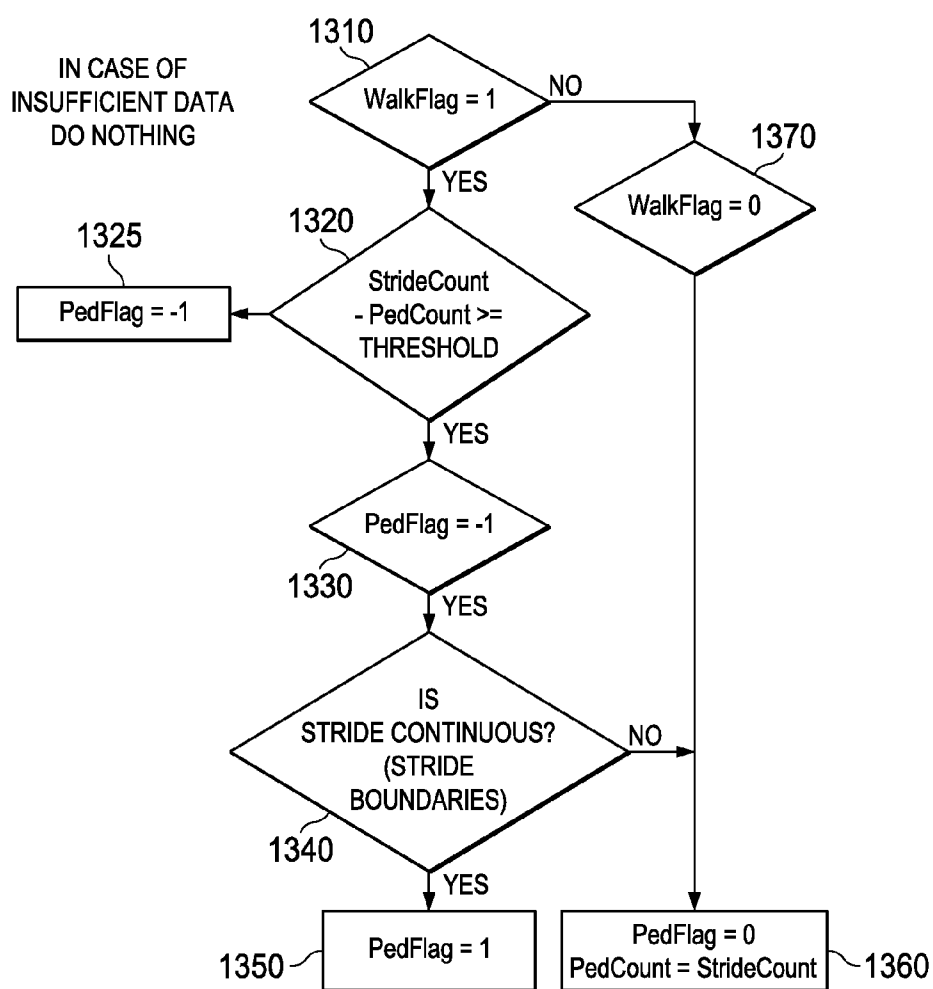 1310
IN CASE OF
INSUFFICIENT DATA
DO NOTHING
WalkFlag = 1
NO
YES
1370
WalkFlag = 0
1320
1325
StrideCount
- PedCount >=
THRESHOLD
PedFlag = -1
YES
PedFlag = -1
1330
YES
IS
STRIDE CONTINUOUS?
(STRIDE
BOUNDARIES)
NO
1340
YES
1350
PedFlag = 1
PedFlag = 0
PedCount = StrideCount
1360